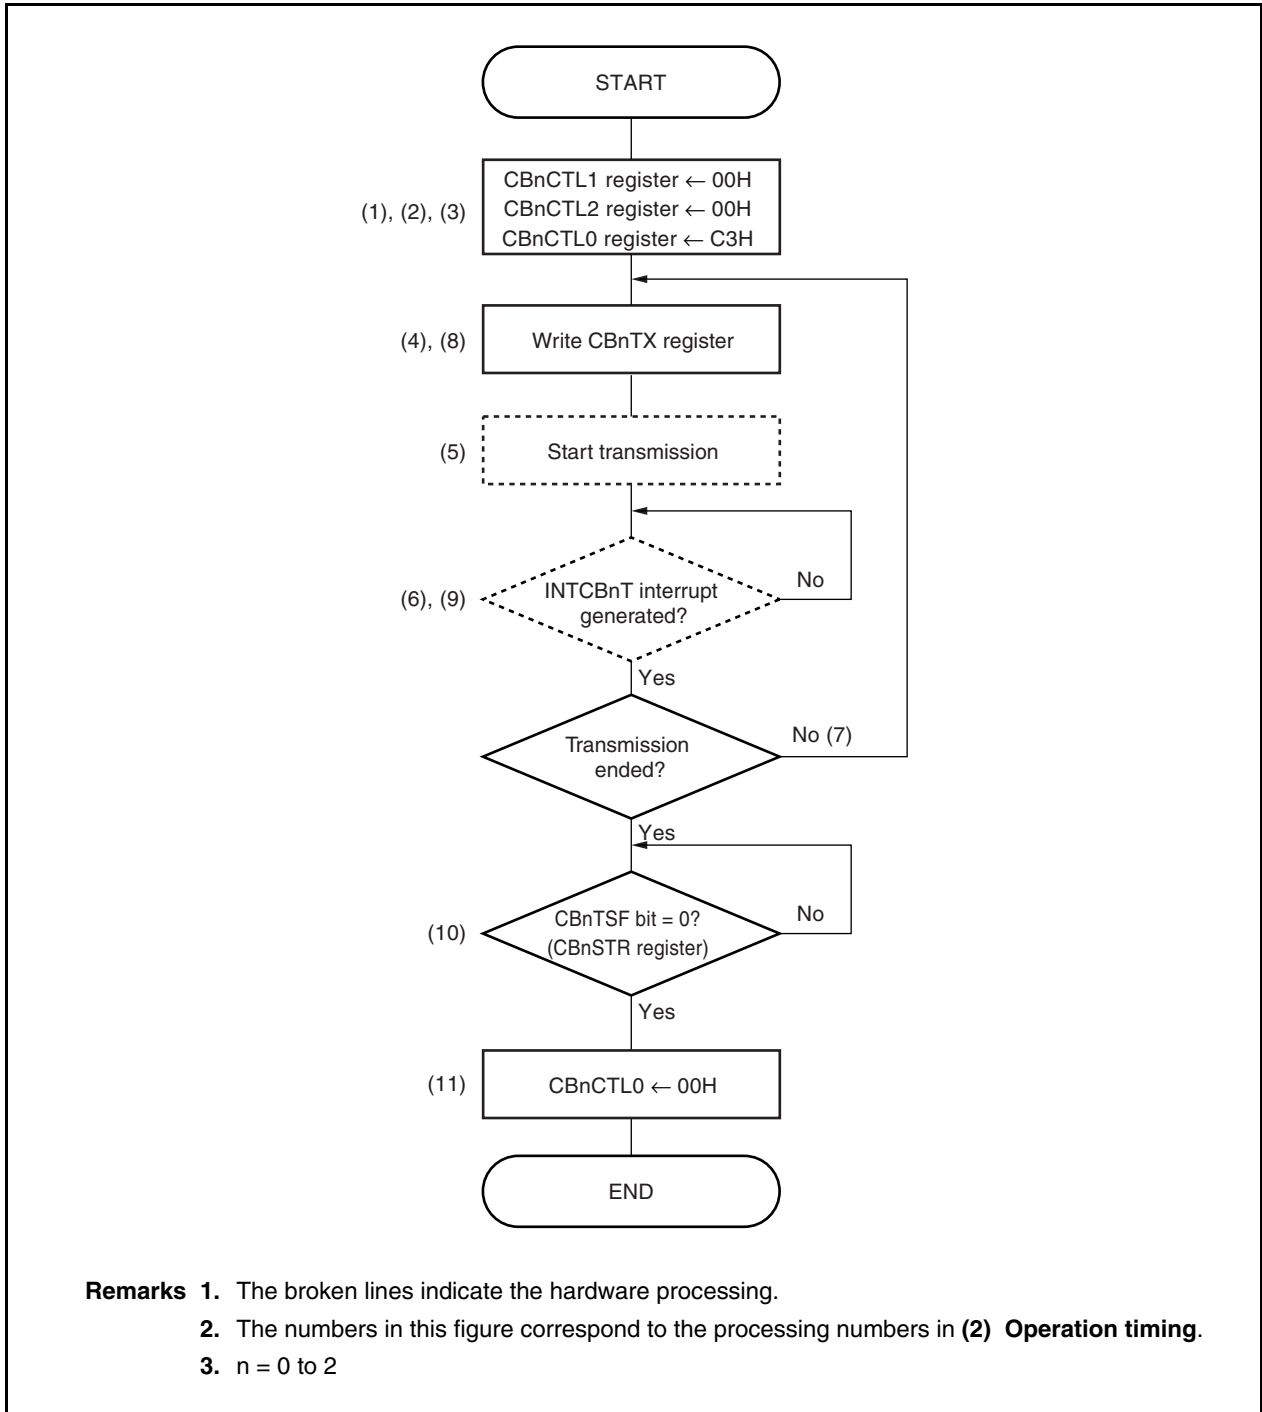 START
CBnCTL1 register ← 00H
CBnCTL2 register ← 00H
(1), (2), (3)
CBnCTL0 register ← C3H
(4), (8)
Write CBnTX register
(5)
Start transmission
(6), (9)
INTCBnT interrupt
generated?
No
Yes
Transmission
ended?
No (7)
Yes
(10)
CBnTSF bit = 0?
(CBnSTR register)
No
Yes
(11)
CBnCTL0 ← 00H
END
Remarks 1. The broken lines indicate the hardware processing.
2. The numbers in this figure correspond to the processing numbers in (2) Operation timing.
3. n = 0 to 2